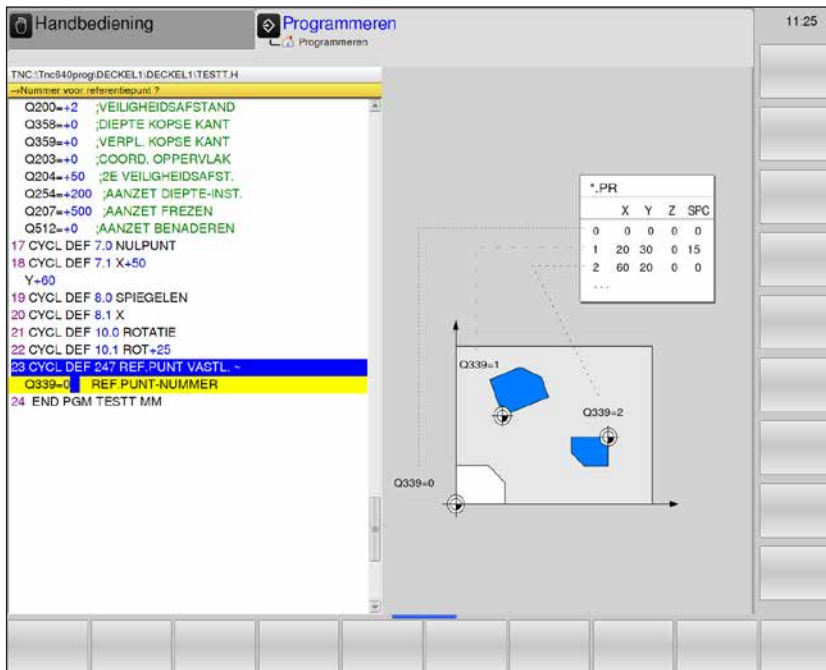 Handbediening
Programmeren
Programmeren
11:25
TNC:\Tnc640prog\DECKEL1\DECKEL1\TESTT.H
→Nummer voor referentiepunt ?
Q200=+2 ;VEILIGHEIDSAFSTAND
Q358=+0 ;DIEPTE KOPSE KANT
Q359=+0 ;VERPL. KOPSE KANT
Q203=+0 ;COORD. OPPERVLAK
Q204=+50 ;2E VEILIGHEIDSAFST.
Q254=+200 ;AANZET DIEPTE-INST.
Q207=+500 ;AANZET FREZEN
Q512=+0 ;AANZET BENADEREN
17 CYCL DEF 7.0 NULPUNT
18 CYCL DEF 7.1 X+50
Y+60
19 CYCL DEF 8.0 SPIEGELEN
20 CYCL DEF 8.1 X
21 CYCL DEF 10.0 ROTATIE
22 CYCL DEF 10.1 ROT+25
23 CYCL DEF 247 REF.PUNT VASTL. ~
Q339=0 REF.PUNT-NUMMER
24 END PGM TESTT MM
*.PR
X Y Z SPC
0 0 0 0 0
1 20 30 0 15
2 60 20 0 0
...
Q339=1
Q339=2
Q339=0